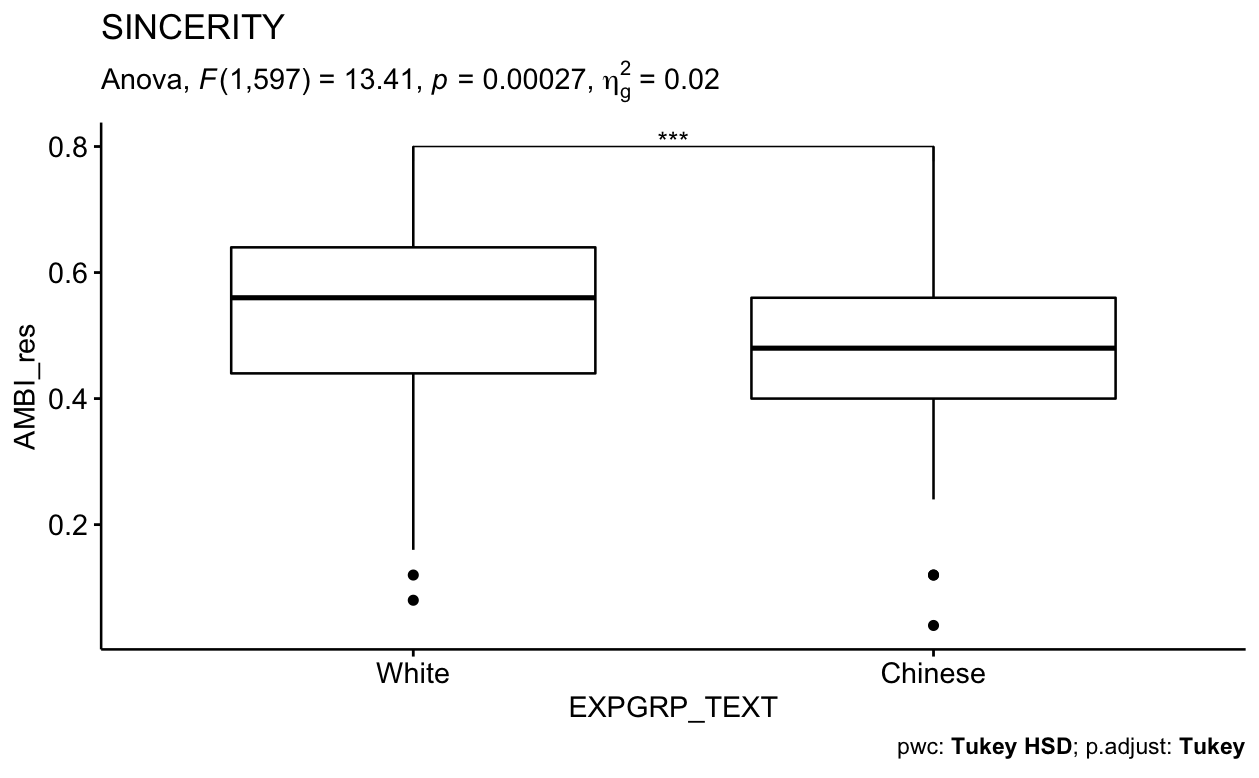 SINCERITY
Anova, F(1,597) = 13.41, p = 0.00027, η²g = 0.02
***
0.8
0.6
0.4
0.2
AMBI_res
White Chinese
EXPGRP_TEXT
pwc: Tukey HSD; p.adjust: Tukey